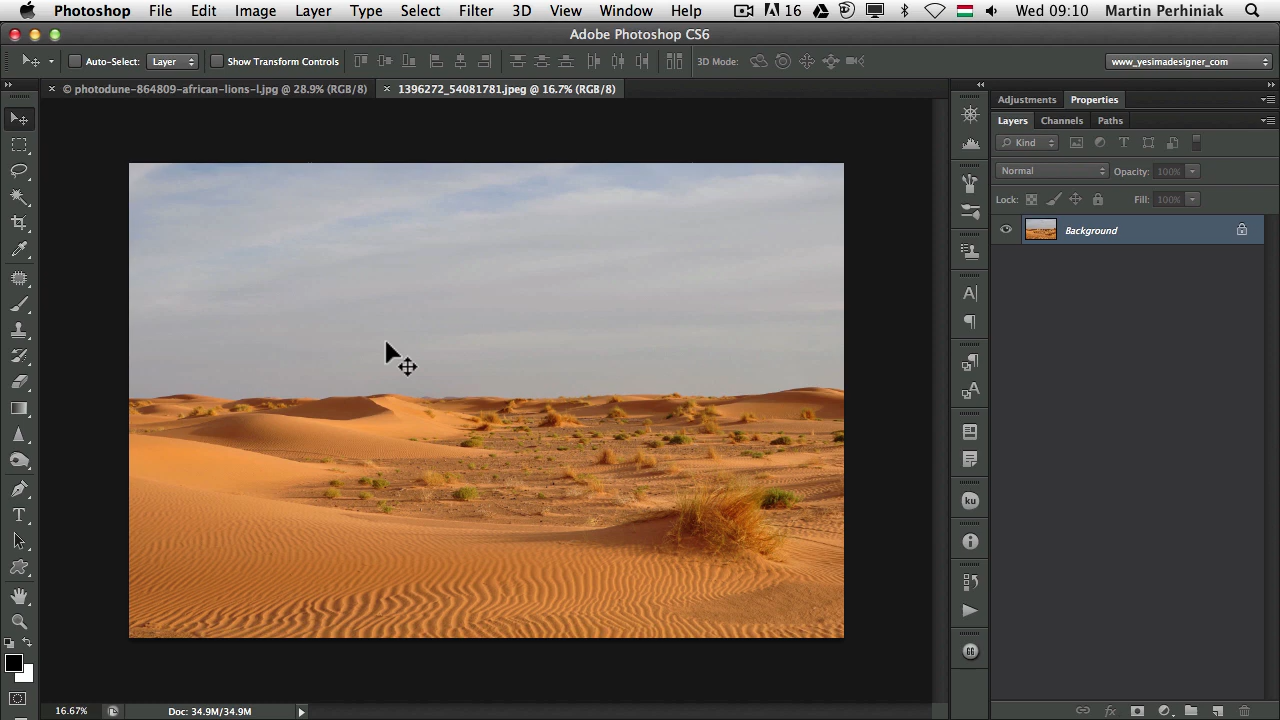 Photoshop File Edit Image Layer Type Select Filter 3D View Window Help 16 Wed 09:10 Martin Perhiniak
Adobe Photoshop CS6
Auto-Select: Layer Show Transform Controls 3D Mode: www_yesimadesigner_com
× © photodune-864809-african-lions-l.jpg @ 28.9% (RGB/8) × 1396272_54081781.jpeg @ 16.7% (RGB/8)
Adjustments Properties
Layers Channels Paths
Kind
Normal Opacity: 100%
Lock: Fill: 100%
Background
ku
GG
16.67% Doc: 34.9M/34.9M